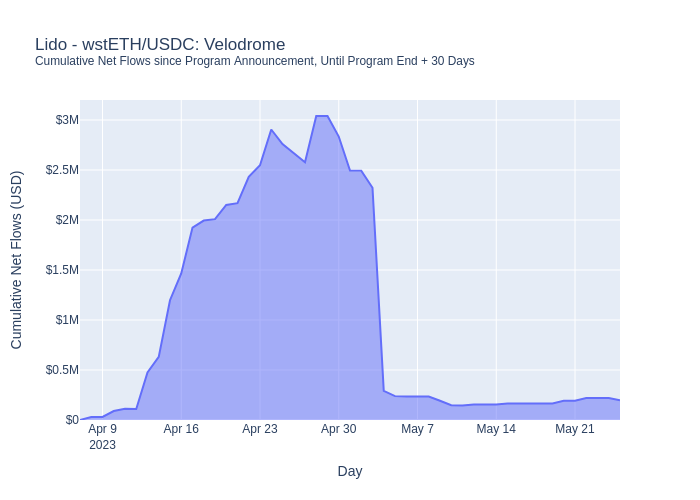 Lido - wstETH/USDC: Velodrome
Cumulative Net Flows since Program Announcement, Until Program End + 30 Days
Cumulative Net Flows (USD)
$3M
$2.5M
$2M
$1.5M
$1M
$0.5M
$0
Apr 9 Apr 16 Apr 23 Apr 30 May 7 May 14 May 21
2023
Day